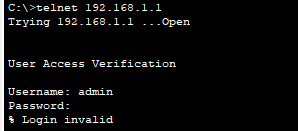 C:\>telnet 192.168.1.1
Trying 192.168.1.1 ...Open
User Access Verification
Username: admin
Password:
% Login invalid